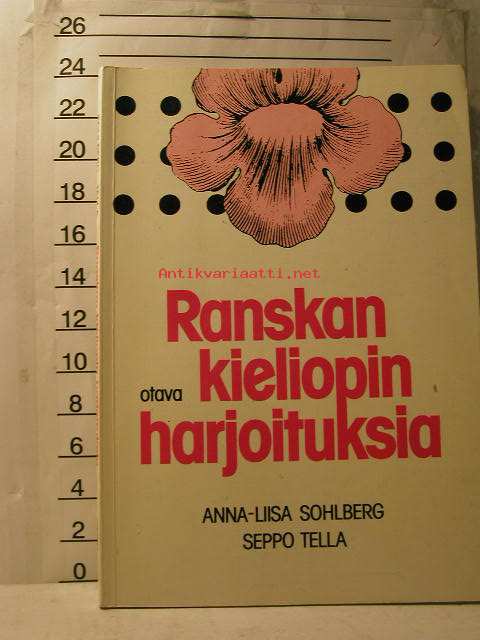 26
24
22
20
18
16
14
12
10
8
6
4
2
0
Antikvariaatti.net
Ranskan
otava kieliopin
harjoituksia
ANNA-LIISA SOHLBERG
SEPPO TELLA